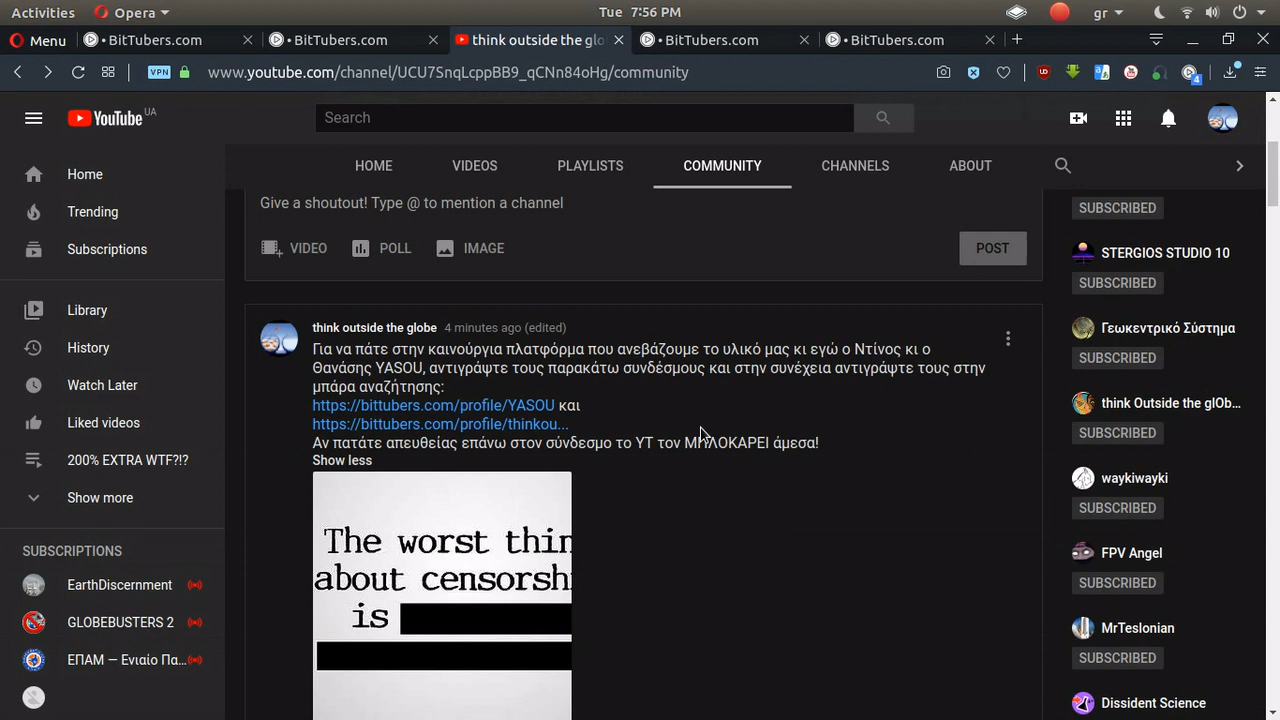 Activities Opera Tue 7:56 PM gr
Menu BitTubers.com BitTubers.com think outside the glo BitTubers.com BitTubers.com
VPN www.youtube.com/channel/UCU7SnqLcppBB9_qCNn84oHg/community 4
YouTube UA Search
HOME VIDEOS PLAYLISTS COMMUNITY CHANNELS ABOUT
Home
Trending
Subscriptions
Library
History
Watch Later
Liked videos
200% EXTRA WTF?!?
Show more
SUBSCRIPTIONS
EarthDiscernment
GLOBEBUSTERS 2
ΕΠΑΜ — Ενιαίο Πα...
Give a shoutout! Type @ to mention a channel
VIDEO POLL IMAGE POST
think outside the globe 4 minutes ago (edited)
Για να πάτε στην καινούργια πλατφόρμα που ανεβάζουμε το υλικό μας κι εγώ ο Ντίνος κι ο
Θανάσης YASOU, αντιγράψτε τους παρακάτω συνδέσμους και στην συνέχεια αντιγράψτε τους στην
μπάρα αναζήτησης:
https://bittubers.com/profile/YASOU και
https://bittubers.com/profile/thinkou...
Αν πατάτε απευθείας επάνω στον σύνδεσμο το ΥΤ τον ΜΠΛΟΚΑΡΕΙ άμεσα!
Show less
The worst thin
about censorshi
is
SUBSCRIBED
STERGIOS STUDIO 10
SUBSCRIBED
Γεωκεντρικό Σύστημα
SUBSCRIBED
think Outside the glOb...
SUBSCRIBED
waykiwayki
SUBSCRIBED
FPV Angel
SUBSCRIBED
MrTeslonian
SUBSCRIBED
Dissident Science